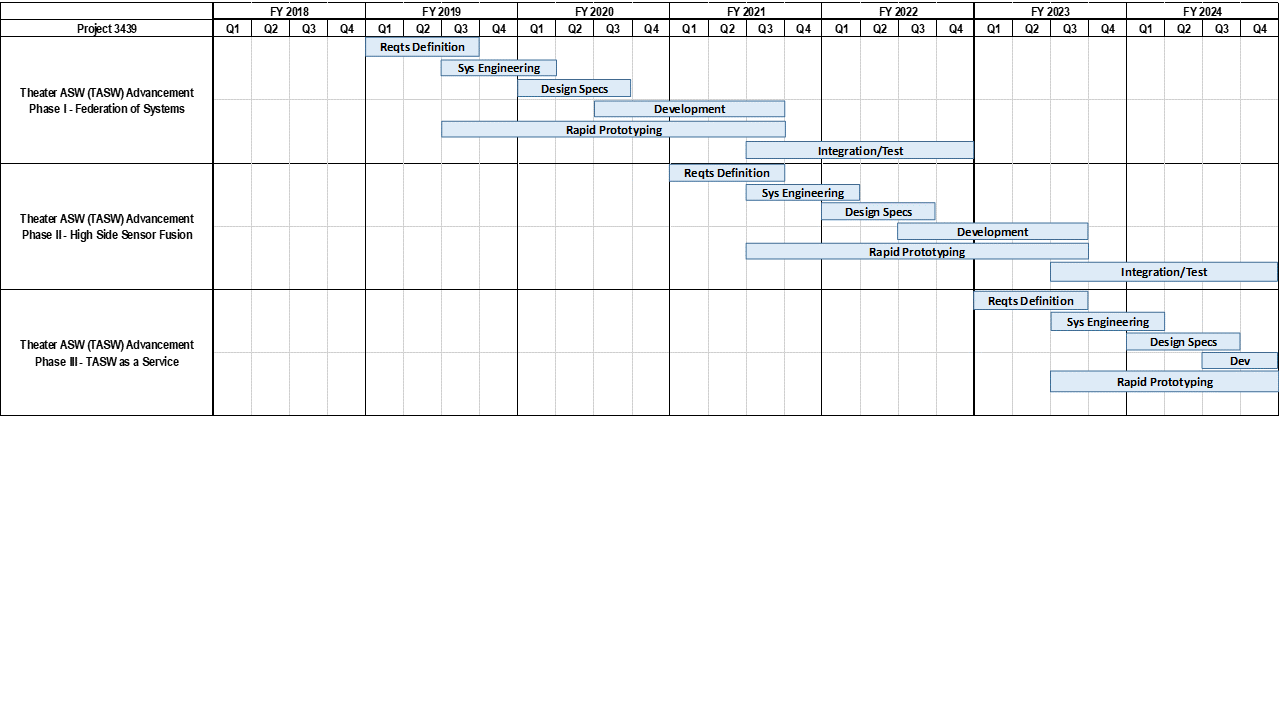 FY 2018 FY 2019 FY 2020 FY 2021 FY 2022 FY 2023 FY 2024
Project 3439 Q1 Q2 Q3 Q4 Q1 Q2 Q3 Q4 Q1 Q2 Q3 Q4 Q1 Q2 Q3 Q4 Q1 Q2 Q3 Q4 Q1 Q2 Q3 Q4 Q1 Q2 Q3 Q4
Theater ASW (TASW) Advancement
Phase I - Federation of Systems
Reqts Definition
Sys Engineering
Design Specs
Development
Rapid Prototyping
Integration/Test
Theater ASW (TASW) Advancement
Phase II - High Side Sensor Fusion
Reqts Definition
Sys Engineering
Design Specs
Development
Rapid Prototyping
Integration/Test
Theater ASW (TASW) Advancement
Phase III - TASW as a Service
Reqts Definition
Sys Engineering
Design Specs
Dev
Rapid Prototyping